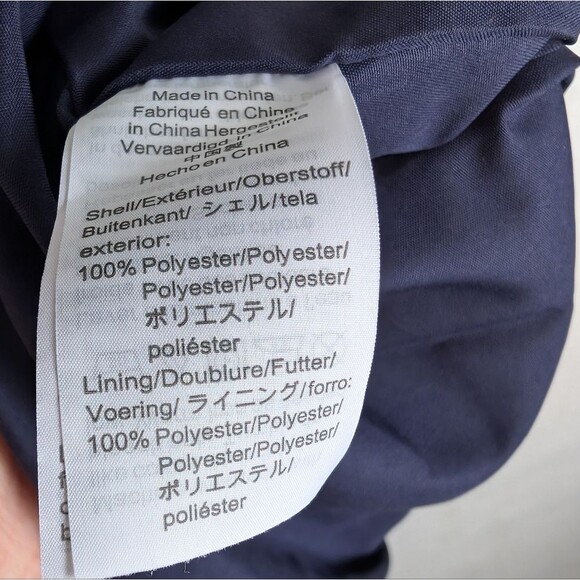 Made in China
Fabriqué en Chine
in China Hergestellt
Vervaardigd in China
中国製
Hecho en China
Shell/Extérieur/Oberstoff/
Buitenkant/ シェル/tela
exterior:
100% Polyester/Polyester/
Polyester/Polyester/
ポリエステル/
poliéster
Lining/Doublure/Futter/
Voering/ ライニング/forro:
100% Polyester/Polyester/
Polyester/Polyester/
ポリエステル/
poliéster